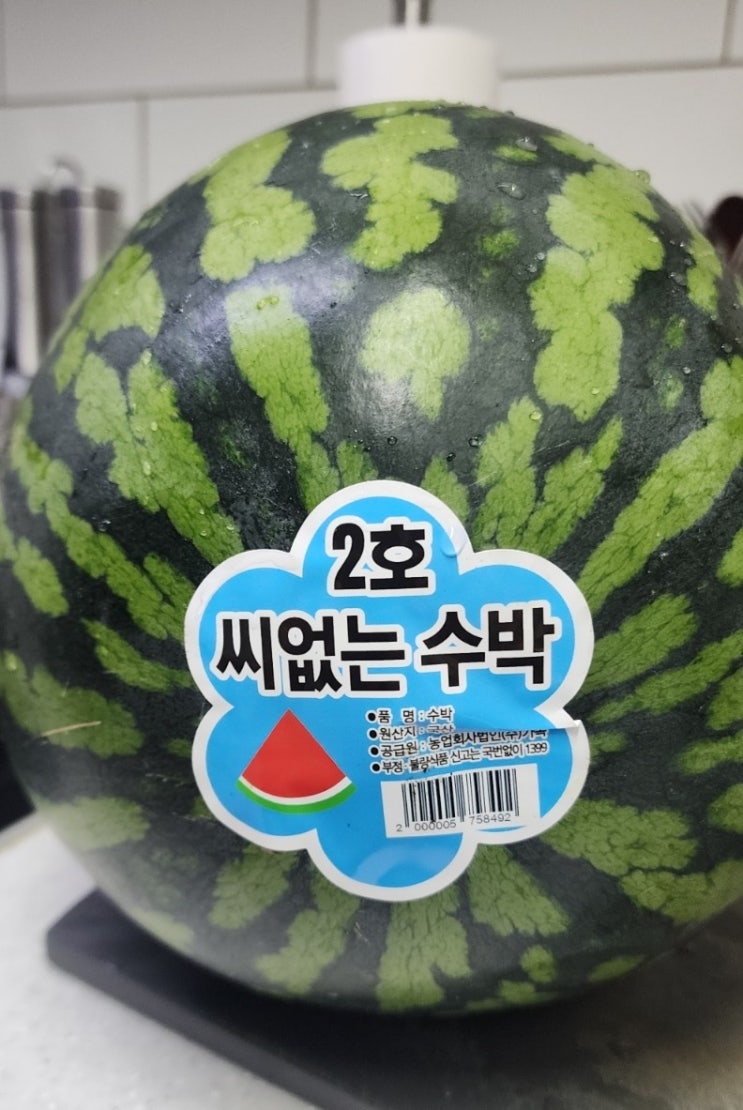 2호
씨없는 수박
●품 명 : 수박
●원산지 : 국산
●공급원 : 농업회사법인(주)
●부정·불량식품 신고는 국번없이 1399
2 000005 758492